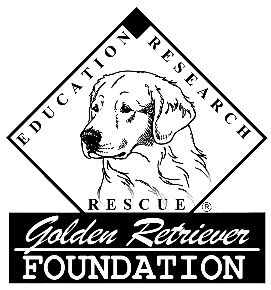 EDUCATION
RESEARCH
RESCUE ®
Golden Retriever
FOUNDATION